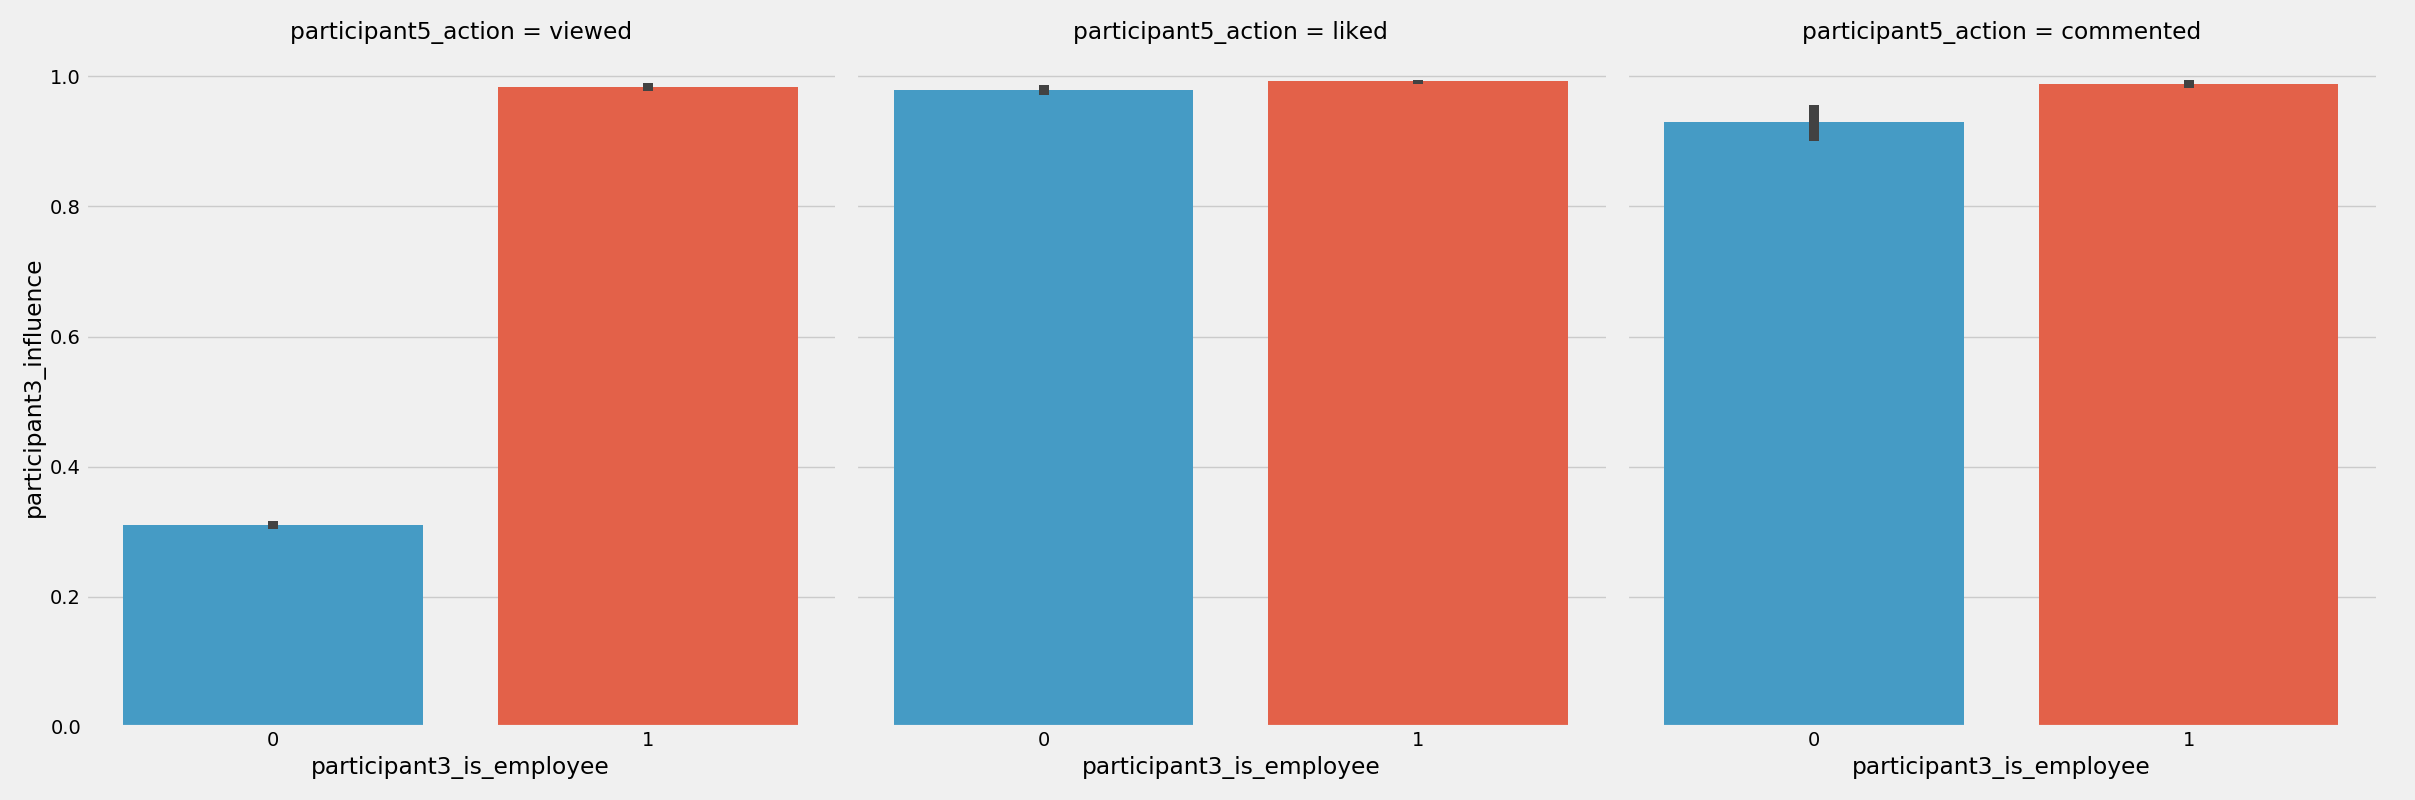 participant5_action = viewed
participant5_action = liked
participant5_action = commented
participant3_influence
1.0
0.8
0.6
0.4
0.2
0.0
0
1
0
1
0
1
participant3_is_employee
participant3_is_employee
participant3_is_employee